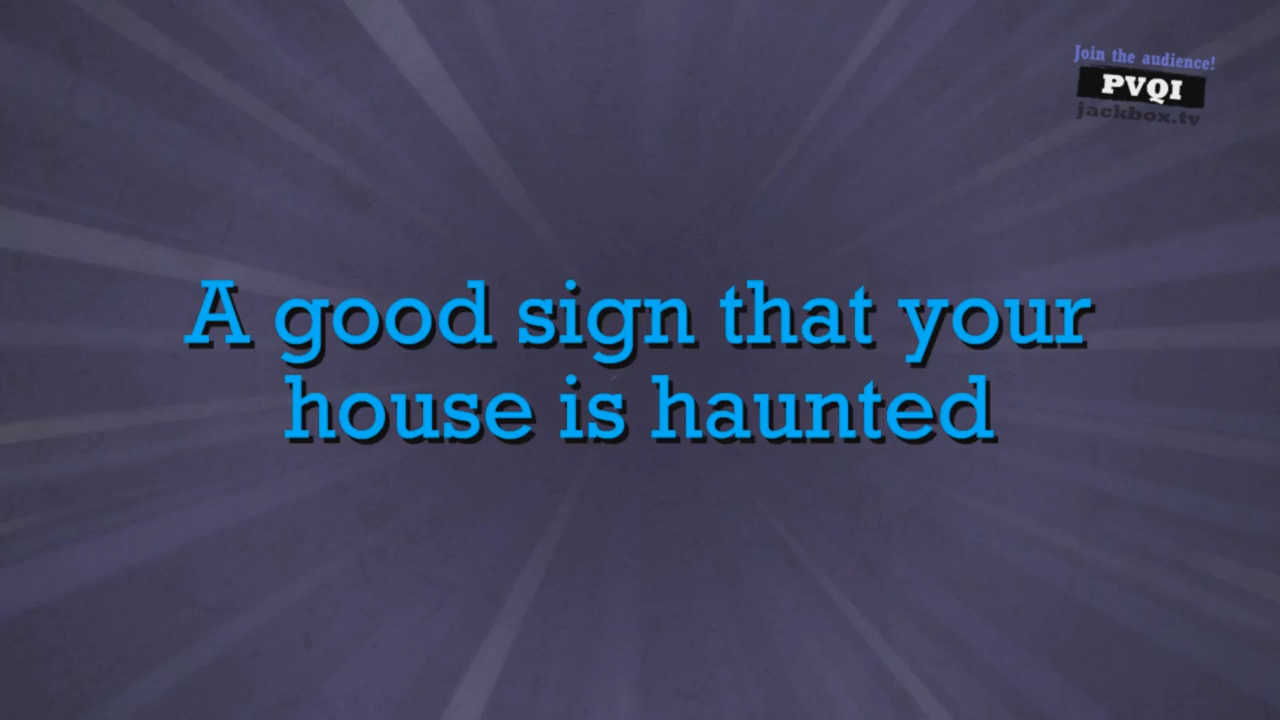 Join the audience!
PVQI
jackbox.tv
A good sign that your
house is haunted